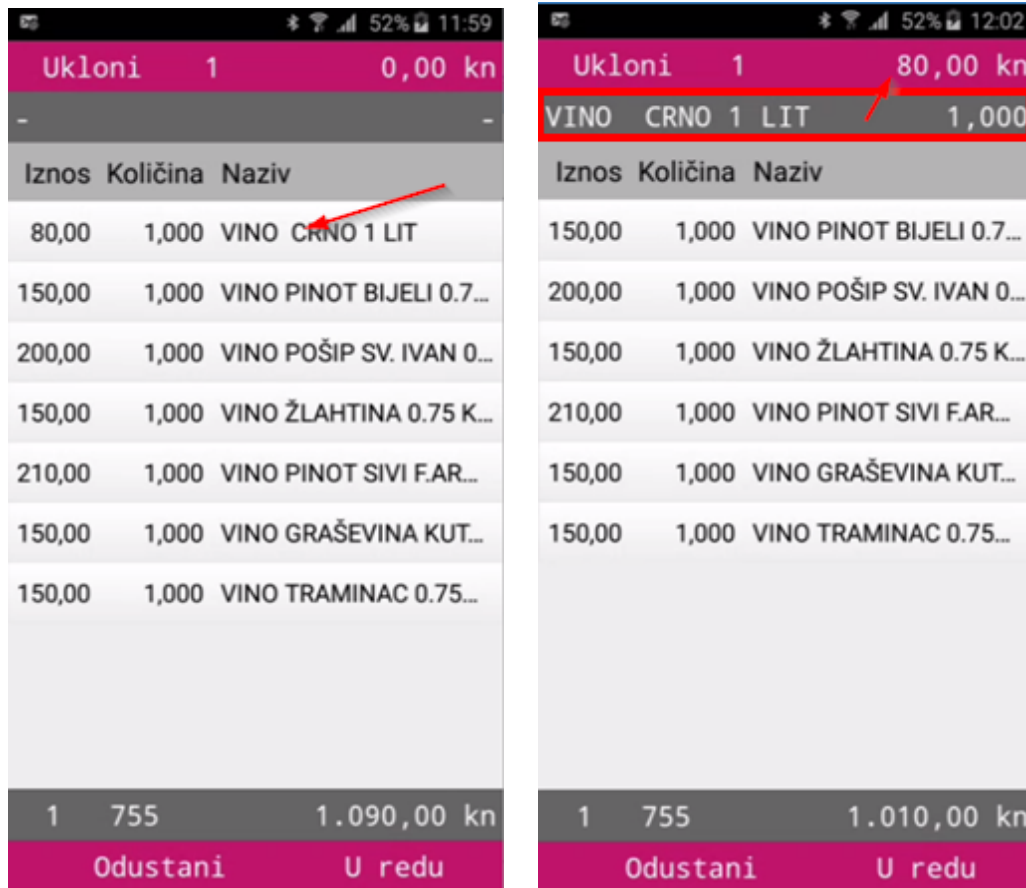 52% 11:59
Ukloni 1 0,00 kn
- -
Iznos Količina Naziv
80,00 1,000 VINO CRNO 1 LIT
150,00 1,000 VINO PINOT BIJELI 0.7...
200,00 1,000 VINO POŠIP SV. IVAN 0...
150,00 1,000 VINO ŽLAHTINA 0.75 K...
210,00 1,000 VINO PINOT SIVI F.AR...
150,00 1,000 VINO GRAŠEVINA KUT...
150,00 1,000 VINO TRAMINAC 0.75...
1 755 1.090,00 kn
Odustani U redu
52% 12:02
Ukloni 1 80,00 kn
VINO CRNO 1 LIT 1,000
Iznos Količina Naziv
150,00 1,000 VINO PINOT BIJELI 0.7...
200,00 1,000 VINO POŠIP SV. IVAN 0...
150,00 1,000 VINO ŽLAHTINA 0.75 K...
210,00 1,000 VINO PINOT SIVI F.AR...
150,00 1,000 VINO GRAŠEVINA KUT...
150,00 1,000 VINO TRAMINAC 0.75...
1 755 1.010,00 kn
Odustani U redu